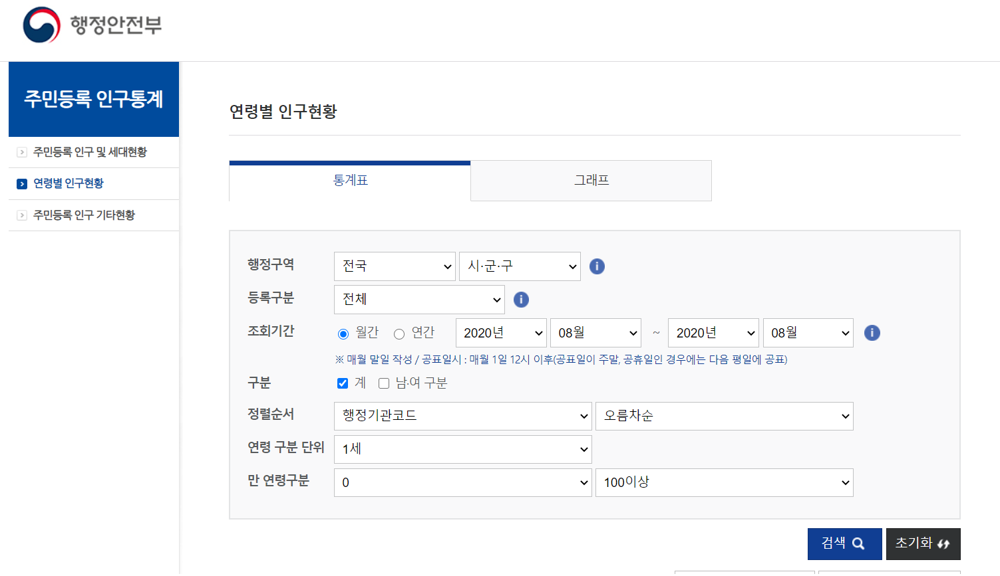 행정안전부
주민등록 인구통계
주민등록 인구 및 세대현황
연령별 인구현황
주민등록 인구 기타현황
연령별 인구현황
통계표 그래프
행정구역 전국 시·군·구
등록구분 전체
조회기간 월간 연간 2020년 08월 ~ 2020년 08월
※ 매월 말일 작성 / 공표일시 : 매월 1일 12시 이후(공표일이 주말, 공휴일인 경우에는 다음 평일에 공표)
구분 계 남·여 구분
정렬순서 행정기관코드 오름차순
연령 구분 단위 1세
만 연령구분 0 100이상
검색 초기화